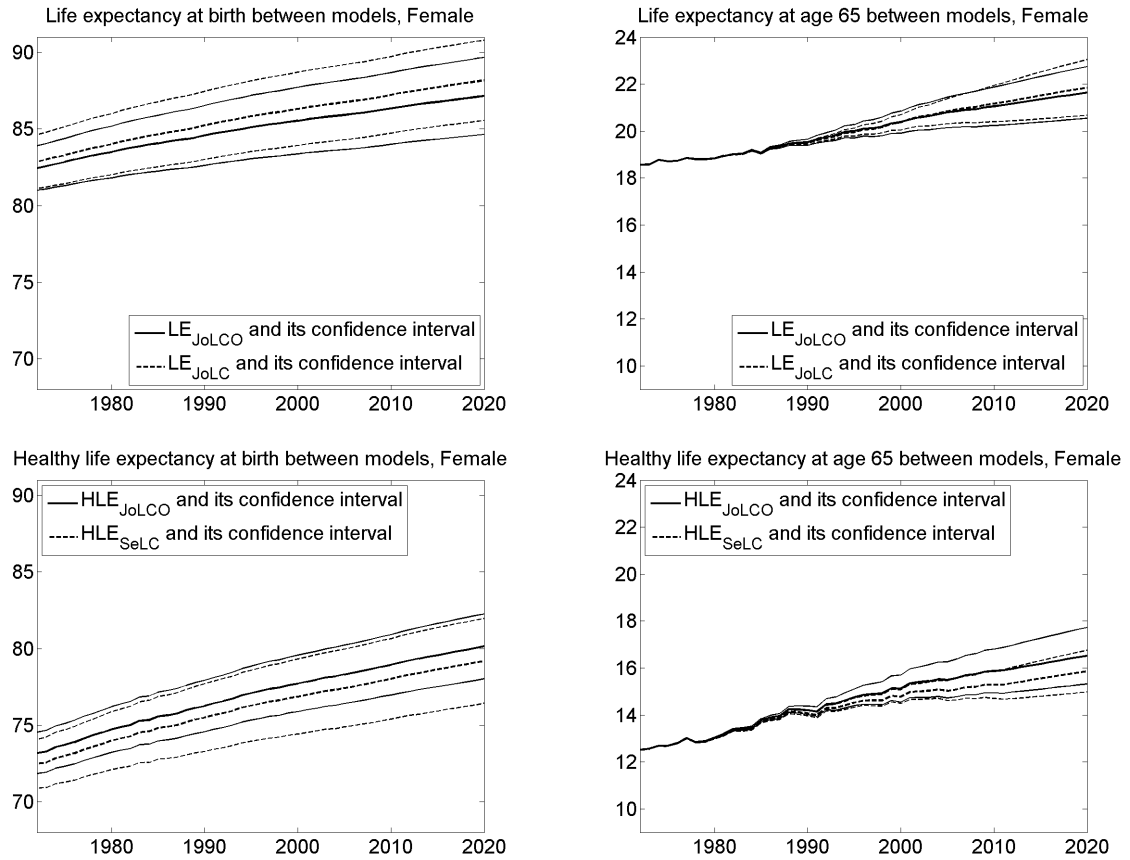 Life expectancy at birth between models, Female
90
85
80
75
70
LE_JoLCO and its confidence interval
LE_JoLC and its confidence interval
1980 1990 2000 2010 2020
Life expectancy at age 65 between models, Female
24
22
20
18
16
14
12
10
LE_JoLCO and its confidence interval
LE_JoLC and its confidence interval
1980 1990 2000 2010 2020
Healthy life expectancy at birth between models, Female
90
85
80
75
70
HLE_JoLCO and its confidence interval
HLE_SeLC and its confidence interval
1980 1990 2000 2010 2020
Healthy life expectancy at age 65 between models, Female
24
22
20
18
16
14
12
10
HLE_JoLCO and its confidence interval
HLE_SeLC and its confidence interval
1980 1990 2000 2010 2020